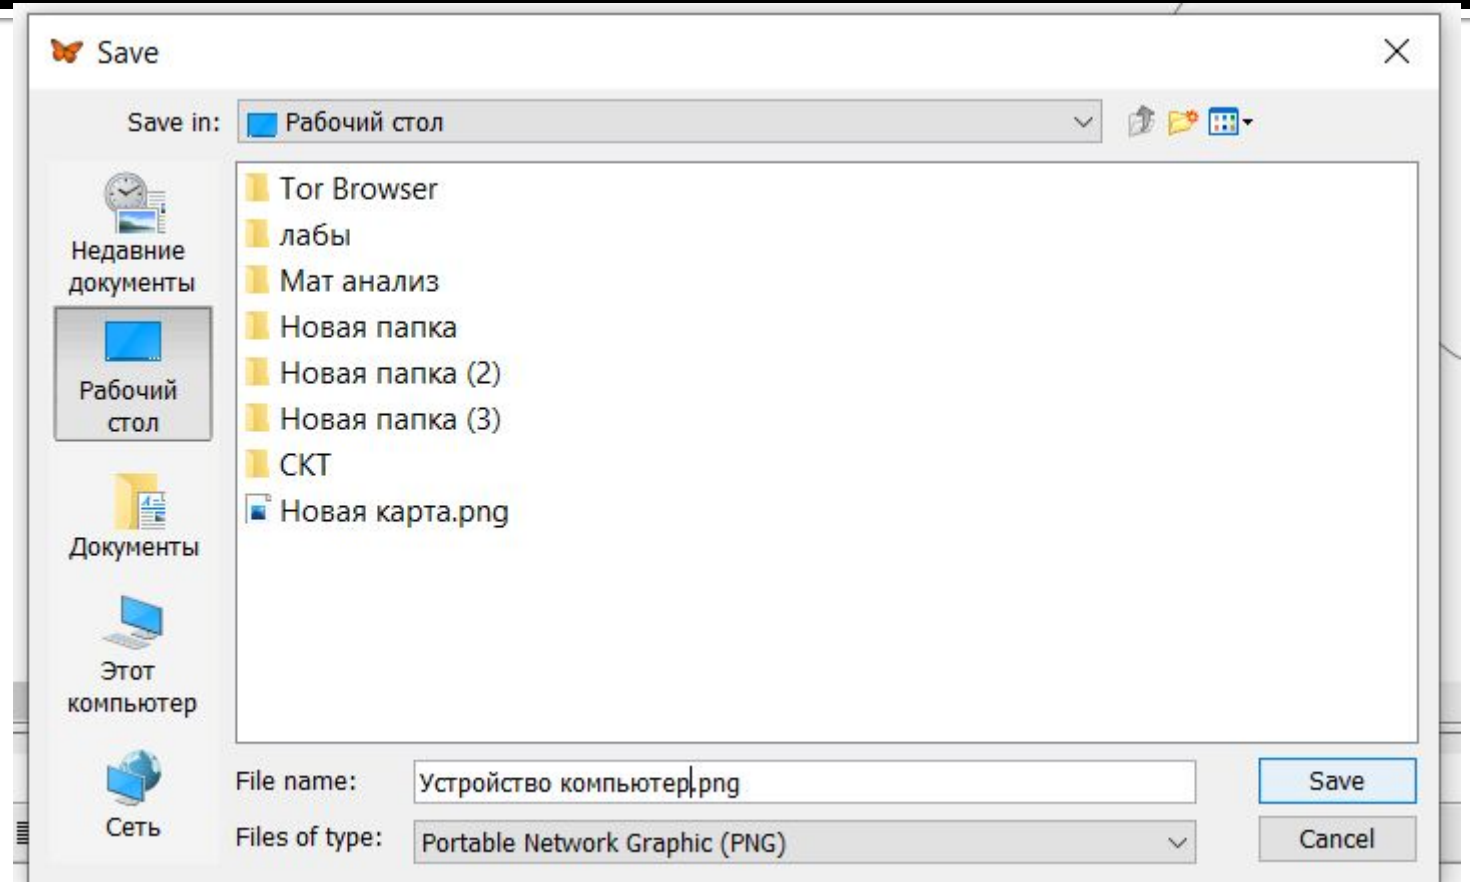 Save
Save in:
Рабочий стол
Недавние
документы
Рабочий
стол
Документы
Этот
компьютер
Сеть
Tor Browser
лабы
Мат анализ
Новая папка
Новая папка (2)
Новая папка (3)
СКТ
Новая карта.png
File name:
Устройство компьютер.png
Save
Files of type:
Portable Network Graphic (PNG)
Cancel